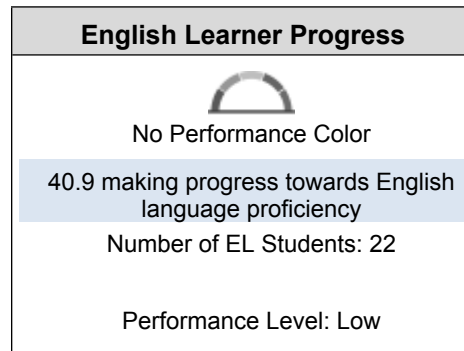 English Learner Progress
No Performance Color
40.9 making progress towards English
language proficiency
Number of EL Students: 22
Performance Level: Low